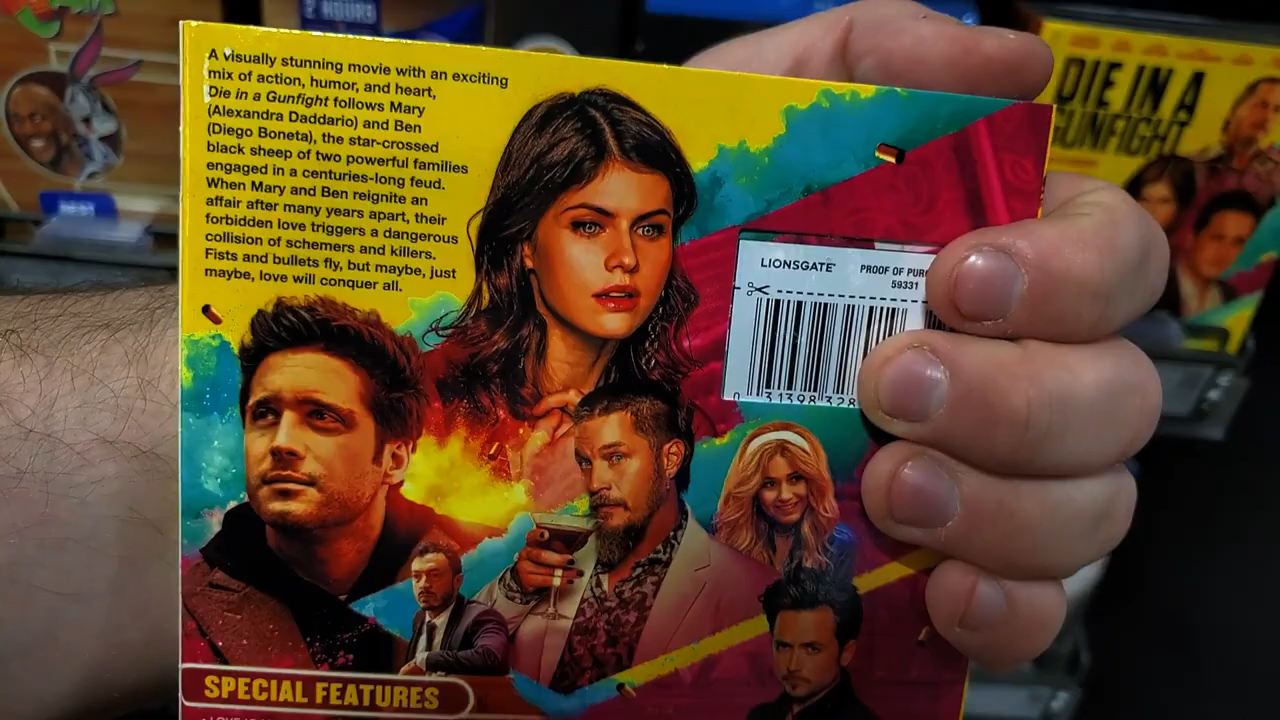 2 HOURS
A visually stunning movie with an exciting
mix of action, humor, and heart,
Die in a Gunfight follows Mary
(Alexandra Daddario) and Ben
(Diego Boneta), the star-crossed
black sheep of two powerful families
engaged in a centuries-long feud.
When Mary and Ben reignite an
affair after many years apart, their
forbidden love triggers a dangerous
collision of schemers and killers.
Fists and bullets fly, but maybe, just
maybe, love will conquer all.
DIE IN A
GUNFIGHT
LIONSGATE
PROOF OF PUR
59331
0 31398 328
SPECIAL FEATURES